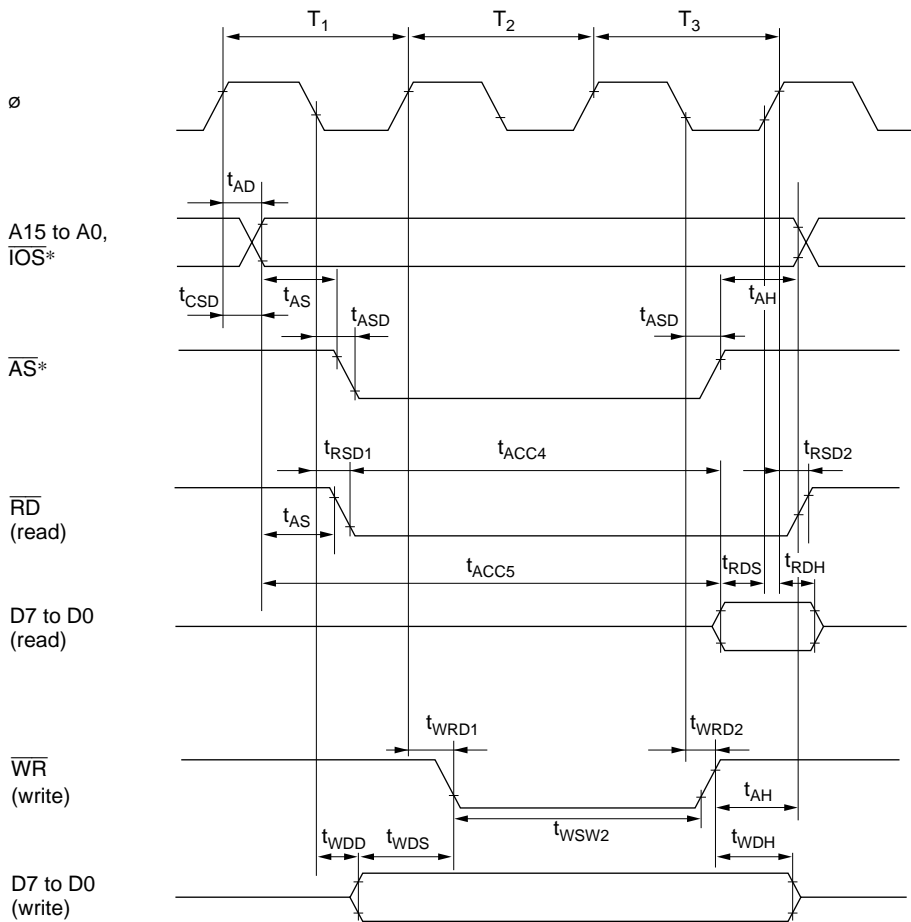 T1 T2 T3
ø
tAD
A15 to A0,
IOS*
tCSD tAS tAH
tASD tASD
AS*
tRSD1 tACC4 tRSD2
RD
(read)
tAS
tACC5 tRDS tRDH
D7 to D0
(read)
tWRD1 tWRD2
WR
(write)
tAH
tWSW2
tWDD tWDS tWDH
D7 to D0
(write)